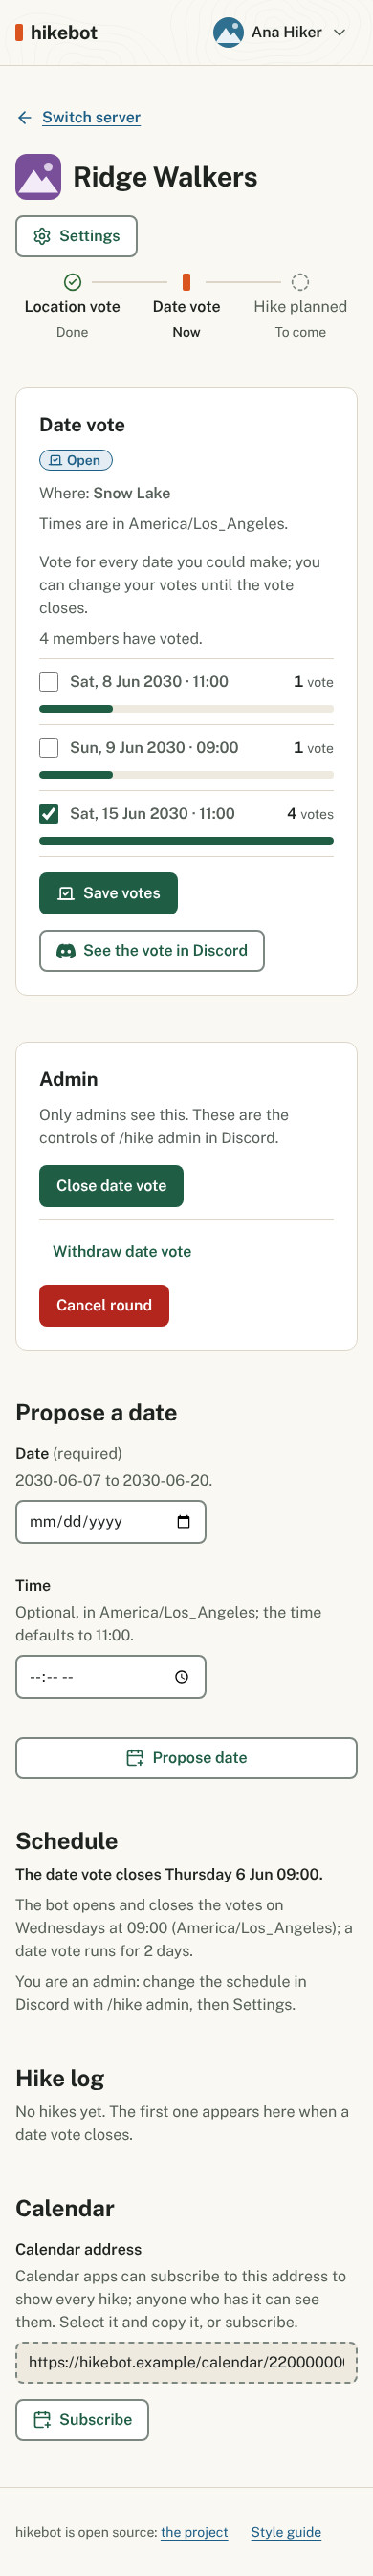 hikebot
Ana Hiker
Switch server
Ridge Walkers
Settings
Location vote
Done
Date vote
Now
Hike planned
To come
Date vote
Open
Where: Snow Lake
Times are in America/Los_Angeles.
Vote for every date you could make; you
can change your votes until the vote
closes.
4 members have voted.
Sat, 8 Jun 2030 · 11:00
1 vote
Sun, 9 Jun 2030 · 09:00
1 vote
Sat, 15 Jun 2030 · 11:00
4 votes
Save votes
See the vote in Discord
Admin
Only admins see this. These are the
controls of /hike admin in Discord.
Close date vote
Withdraw date vote
Cancel round
Propose a date
Date (required)
2030-06-07 to 2030-06-20.
mm/dd/yyyy
Time
Optional, in America/Los_Angeles; the time
defaults to 11:00.
--:-- --
Propose date
Schedule
The date vote closes Thursday 6 Jun 09:00.
The bot opens and closes the votes on
Wednesdays at 09:00 (America/Los_Angeles); a
date vote runs for 2 days.
You are an admin: change the schedule in
Discord with /hike admin, then Settings.
Hike log
No hikes yet. The first one appears here when a
date vote closes.
Calendar
Calendar address
Calendar apps can subscribe to this address to
show every hike; anyone who has it can see
them. Select it and copy it, or subscribe.
https://hikebot.example/calendar/220000000
Subscribe
hikebot is open source: the project
Style guide